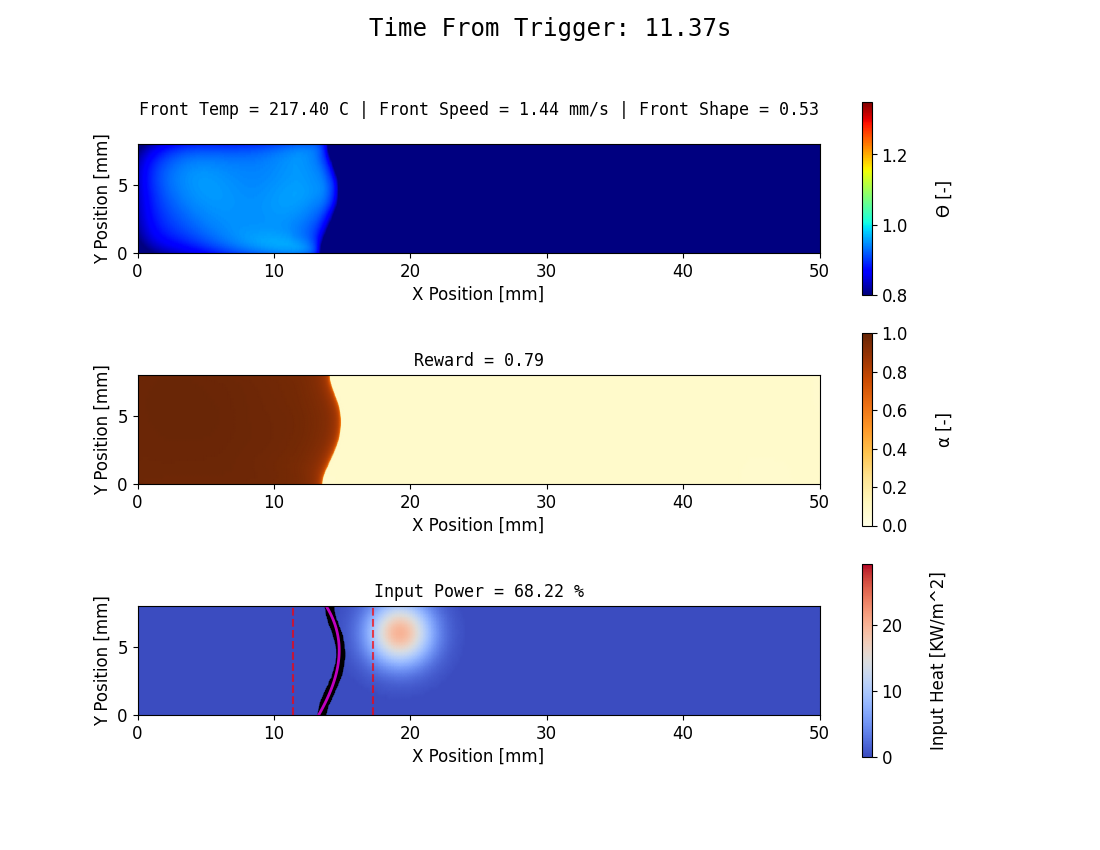 Time From Trigger: 11.37s
Front Temp = 217.40 C | Front Speed = 1.44 mm/s | Front Shape = 0.53
Y Position [mm]
5
0
0 10 20 30 40 50
X Position [mm]
1.2
1.0
0.8
Θ [-]
Reward = 0.79
Y Position [mm]
5
0
0 10 20 30 40 50
X Position [mm]
1.0
0.8
0.6
0.4
0.2
0.0
α [-]
Input Power = 68.22 %
Y Position [mm]
5
0
0 10 20 30 40 50
X Position [mm]
20
10
0
Input Heat [KW/m^2]